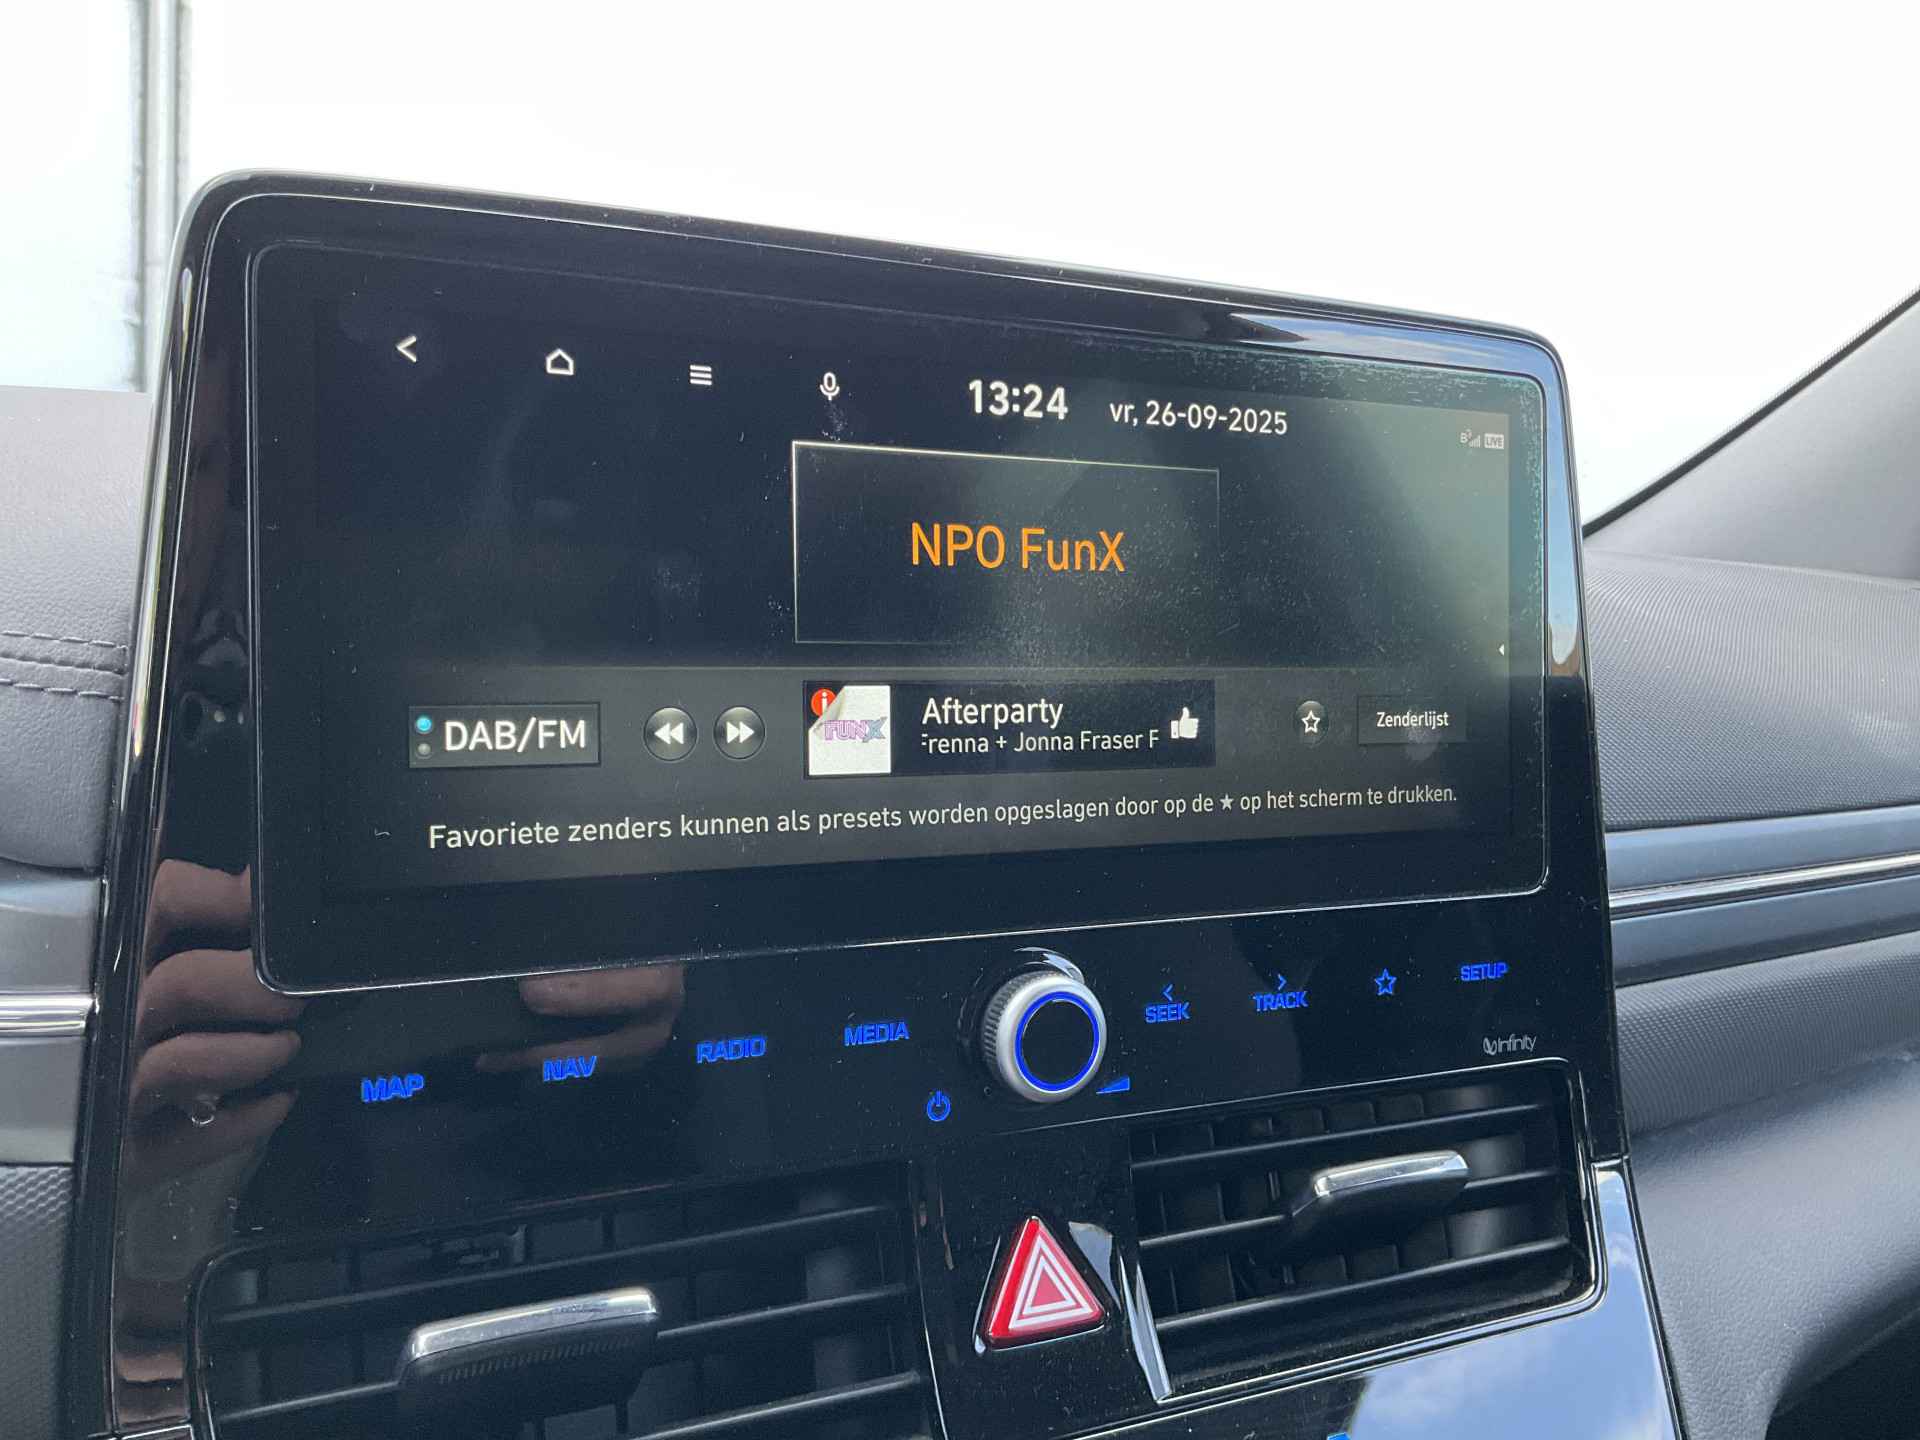 13:24 vr, 26-09-2025
LIVE
NPO FunX
DAB/FM
FUNX
Afterparty
Frenna + Jonna Fraser F
Zenderlijst
Favoriete zenders kunnen als presets worden opgeslagen door op de ★ op het scherm te drukken.
MAP
NAV
RADIO
MEDIA
< SEEK
> TRACK
SETUP
Infinity